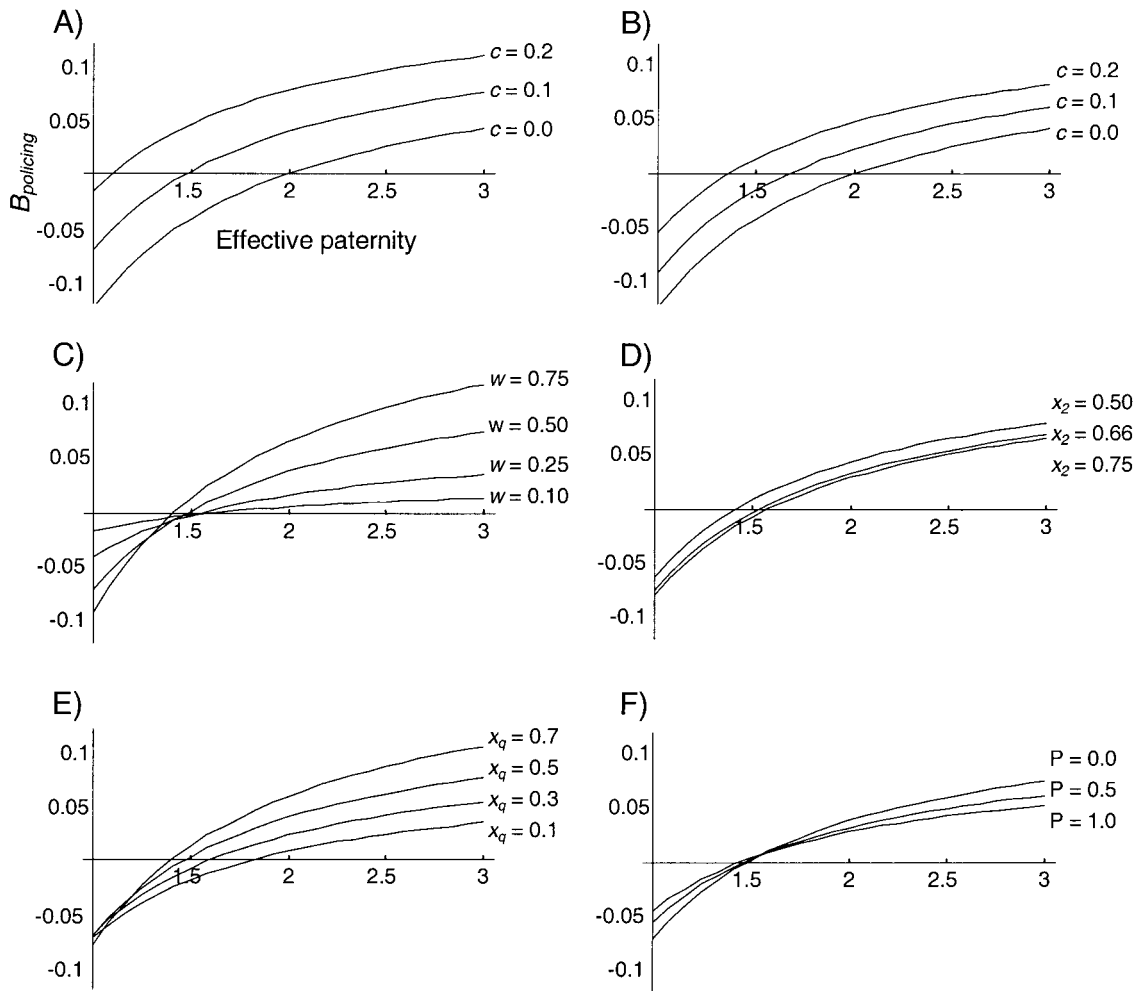 A)
0.1
0.05
-0.05
-0.1
B_policing
1.5
2
2.5
3
Effective paternity
c = 0.2
c = 0.1
c = 0.0
B)
0.1
0.05
-0.05
-0.1
1.5
2
2.5
3
c = 0.2
c = 0.1
c = 0.0
C)
0.1
0.05
-0.05
-0.1
1.5
2
2.5
3
w = 0.75
w = 0.50
w = 0.25
w = 0.10
D)
0.1
0.05
-0.05
-0.1
1.5
2
2.5
3
x₂ = 0.50
x₂ = 0.66
x₂ = 0.75
E)
0.1
0.05
-0.05
-0.1
1.5
2
2.5
3
x_q = 0.7
x_q = 0.5
x_q = 0.3
x_q = 0.1
F)
0.1
0.05
-0.05
-0.1
1.5
2
2.5
3
P = 0.0
P = 0.5
P = 1.0